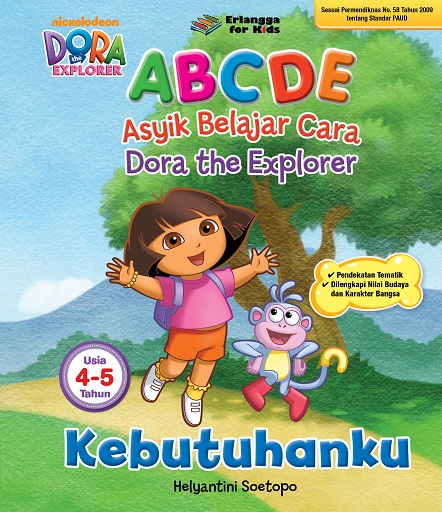 nickelodeon
DORA
the
EXPLORER
Erlangga
for Kids
Sesuai Permendiknas No. 58 Tahun 2009
tentang Standar PAUD
ABCDE
Asyik Belajar Cara
Dora the Explorer
✓ Pendekatan Tematik
✓ Dilengkapi Nilai Budaya
dan Karakter Bangsa
Usia
4-5
Tahun
Kebutuhanku
Helyantini Soetopo